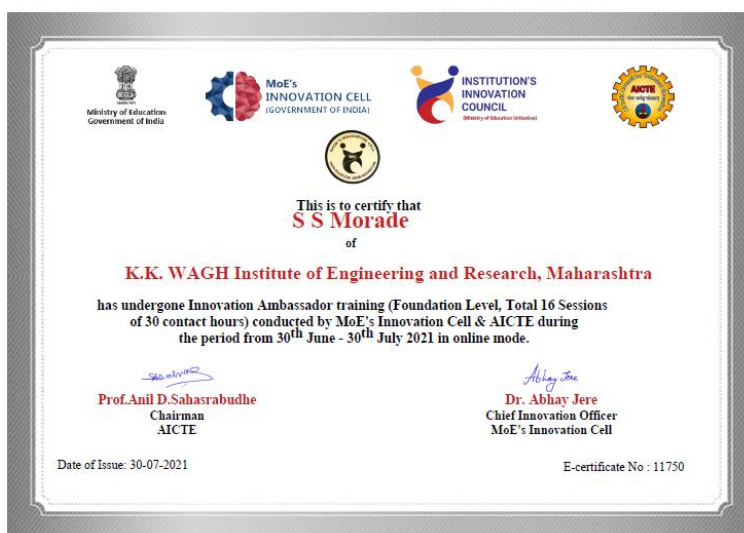 Ministry of Education
Government of India
MoE's
INNOVATION CELL
(GOVERNMENT OF INDIA)
INSTITUTION'S
INNOVATION
COUNCIL
(Ministry of Education Initiative)
AICTE
This is to certify that
S S Morade
of
K.K. WAGH Institute of Engineering and Research, Maharashtra
has undergone Innovation Ambassador training (Foundation Level, Total 16 Sessions
of 30 contact hours) conducted by MoE's Innovation Cell & AICTE during
the period from 30th June - 30th July 2021 in online mode.
Abhay Jere
Prof.Anil D.Sahasrabudhe
Chairman
AICTE
Dr. Abhay Jere
Chief Innovation Officer
MoE's Innovation Cell
Date of Issue: 30-07-2021
E-certificate No : 11750